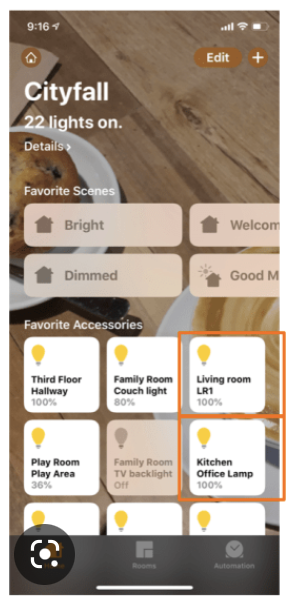 9:16
Edit +
Cityfall
22 lights on.
Details >
Favorite Scenes
Bright
Welcom
Dimmed
Good M
Favorite Accessories
Third Floor
Hallway
100%
Family Room
Couch light
80%
Living room
LR1
100%
Play Room
Play Area
36%
Family Room
TV backlight
Off
Kitchen
Office Lamp
100%
Rooms
Automation